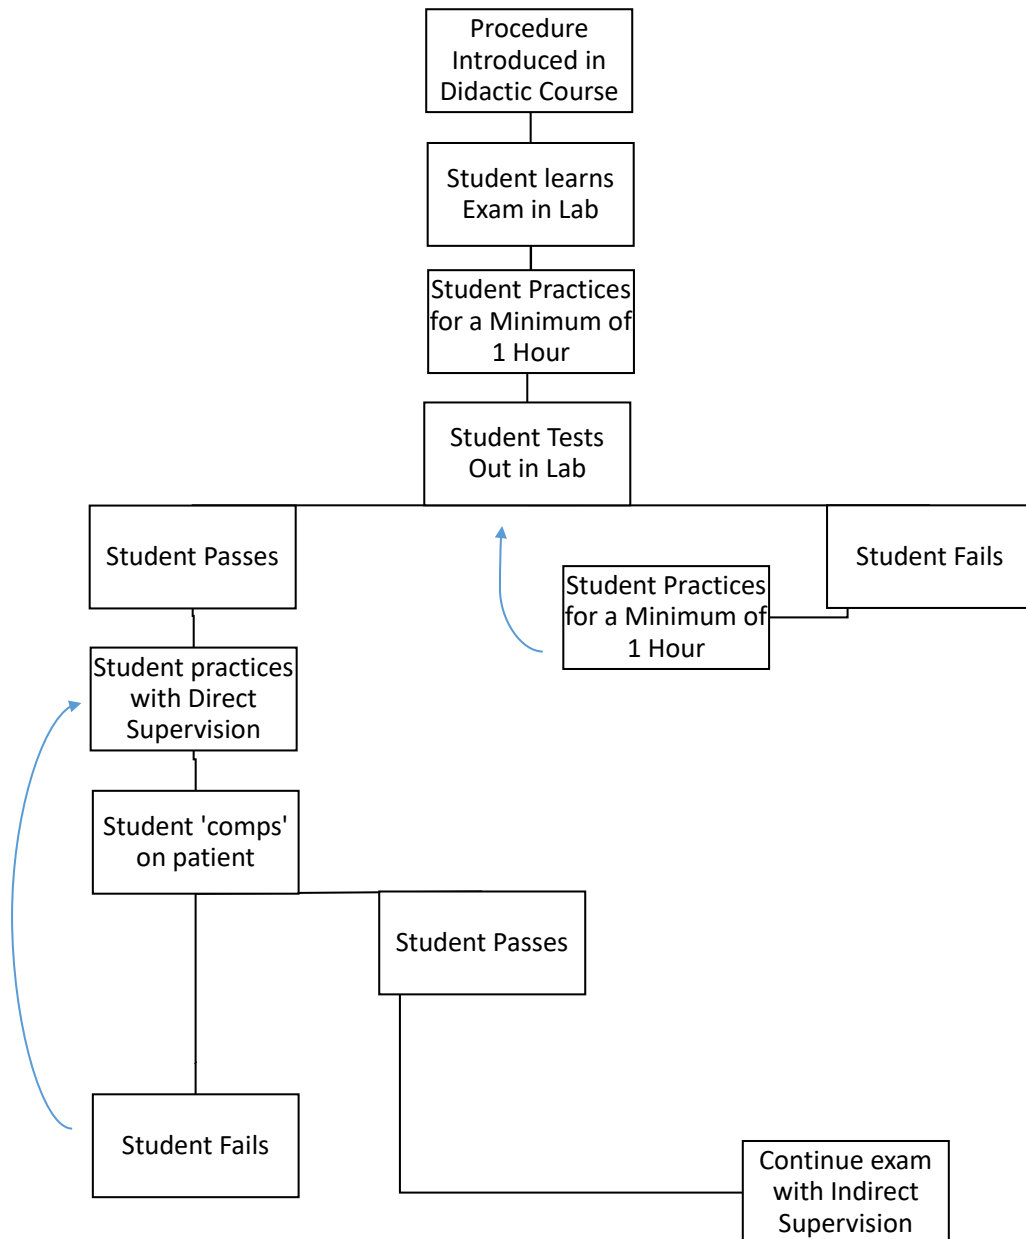 Procedure
Introduced in
Didactic Course
Student learns
Exam in Lab
Student Practices
for a Minimum of
1 Hour
Student Tests
Out in Lab
Student Passes
Student Fails
Student Practices
for a Minimum of
1 Hour
Student practices
with Direct
Supervision
Student 'comps'
on patient
Student Passes
Student Fails
Continue exam
with Indirect
Supervision